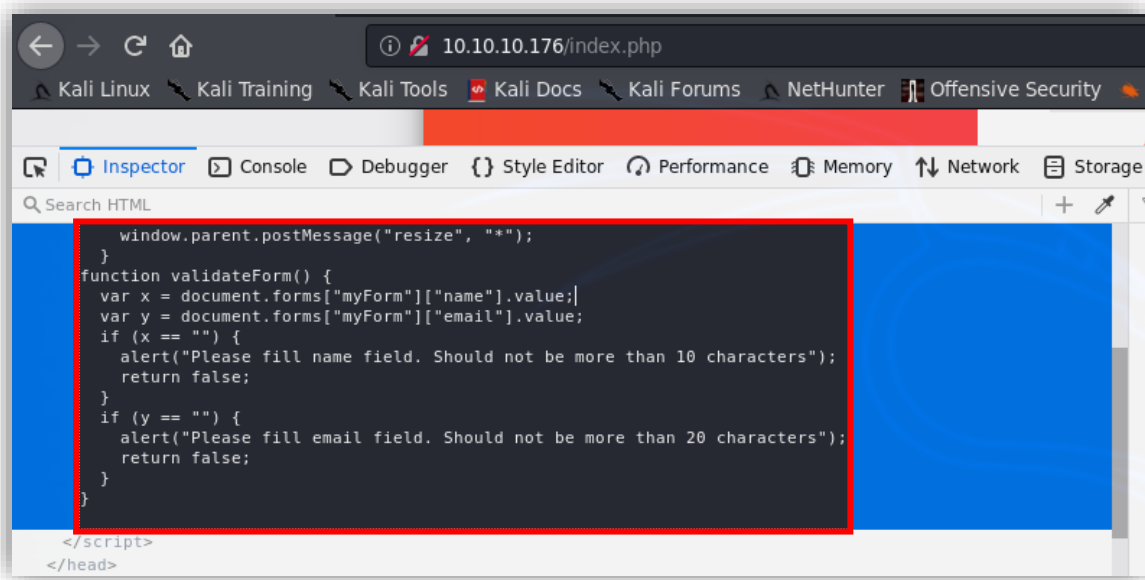 10.10.10.176/index.php
Kali Linux Kali Training Kali Tools Kali Docs Kali Forums NetHunter Offensive Security
Inspector Console Debugger {} Style Editor Performance Memory Network Storage
Search HTML +
window.parent.postMessage("resize", "*");
}
function validateForm() {
var x = document.forms["myForm"]["name"].value;
var y = document.forms["myForm"]["email"].value;
if (x == "") {
alert("Please fill name field. Should not be more than 10 characters");
return false;
}
if (y == "") {
alert("Please fill email field. Should not be more than 20 characters");
return false;
}
}
</script>
</head>